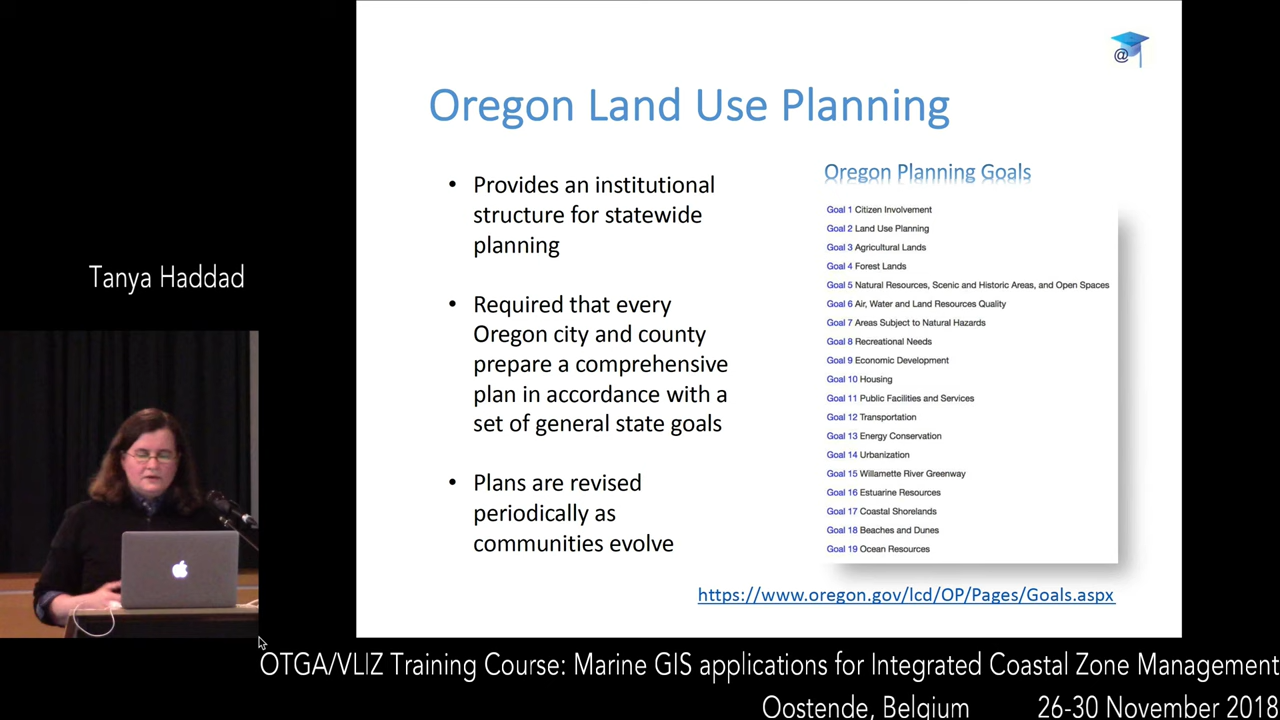 @
Oregon Land Use Planning
• Provides an institutional
structure for statewide
planning
• Required that every
Oregon city and county
prepare a comprehensive
plan in accordance with a
set of general state goals
• Plans are revised
periodically as
communities evolve
Oregon Planning Goals
Goal 1 Citizen Involvement
Goal 2 Land Use Planning
Goal 3 Agricultural Lands
Goal 4 Forest Lands
Goal 5 Natural Resources, Scenic and Historic Areas, and Open Spaces
Goal 6 Air, Water and Land Resources Quality
Goal 7 Areas Subject to Natural Hazards
Goal 8 Recreational Needs
Goal 9 Economic Development
Goal 10 Housing
Goal 11 Public Facilities and Services
Goal 12 Transportation
Goal 13 Energy Conservation
Goal 14 Urbanization
Goal 15 Willamette River Greenway
Goal 16 Estuarine Resources
Goal 17 Coastal Shorelands
Goal 18 Beaches and Dunes
Goal 19 Ocean Resources
https://www.oregon.gov/lcd/OP/Pages/Goals.aspx
Tanya Haddad
OTGA/VLIZ Training Course: Marine GIS applications for Integrated Coastal Zone Management
Oostende, Belgium 26-30 November 2018